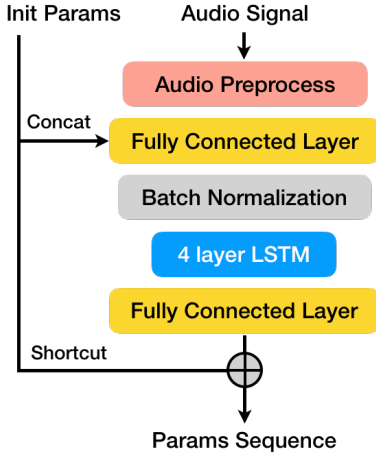 Init Params
Audio Signal
Audio Preprocess
Concat
Fully Connected Layer
Batch Normalization
4 layer LSTM
Fully Connected Layer
Shortcut
Params Sequence